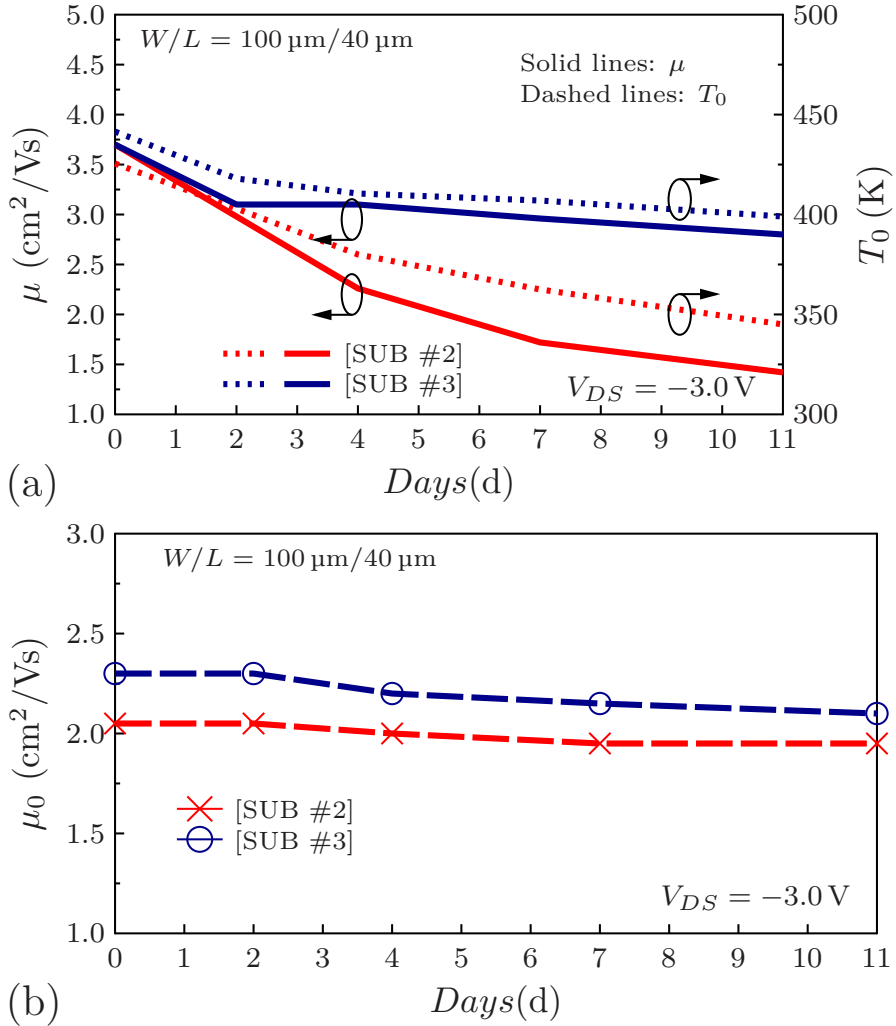 W/L = 100 µm/40 µm
Solid lines: µ
Dashed lines: T₀
5.0
4.5
4.0
3.5
3.0
2.5
2.0
1.5
1.0
µ (cm²/Vs)
500
450
400
350
300
T₀ (K)
[SUB #2]
[SUB #3]
V_DS = −3.0 V
0 1 2 3 4 5 6 7 8 9 10 11
(a)
Days(d)
3.0
2.5
2.0
1.5
1.0
µ₀ (cm²/Vs)
W/L = 100 µm/40 µm
[SUB #2]
[SUB #3]
V_DS = −3.0 V
0 1 2 3 4 5 6 7 8 9 10 11
(b)
Days(d)